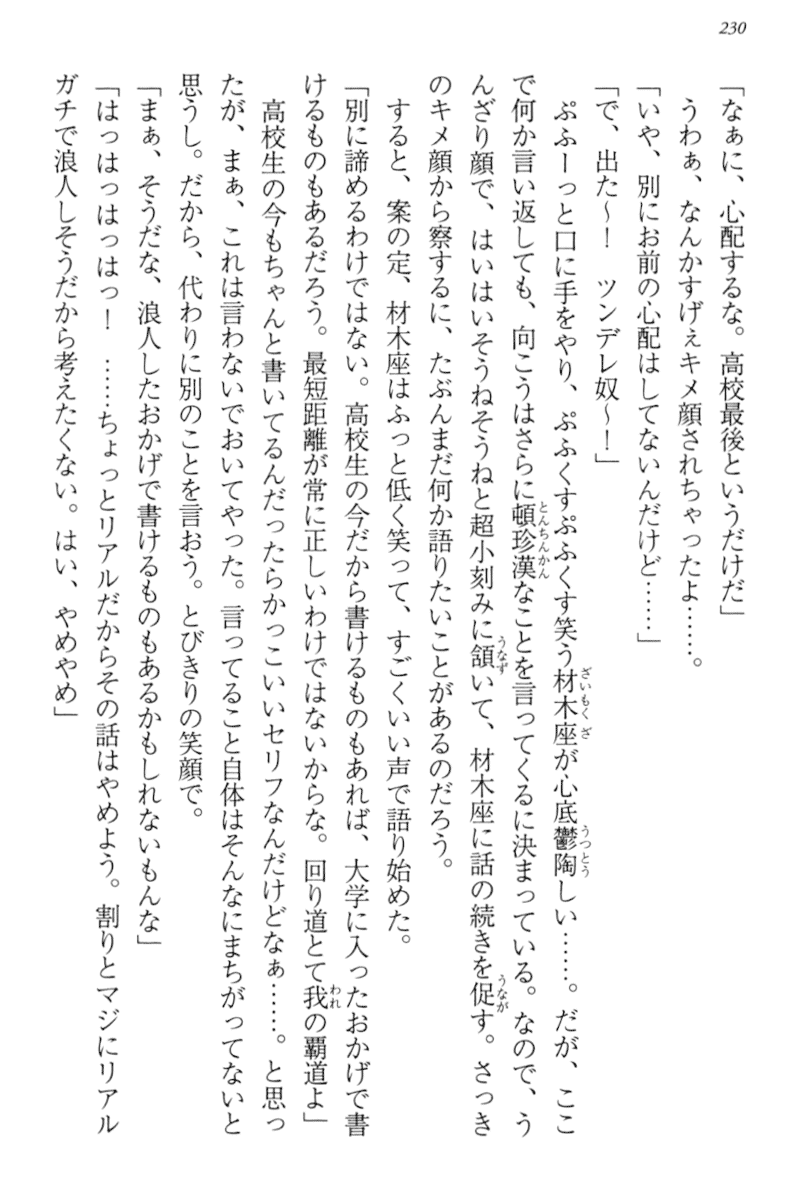 230
「なぁに、心配するな。高校最後というだけだ」
うわぁ、なんかすげぇキメ顔されちゃったよ……。
「いや、別にお前の心配はしてないんだけど……」
「で、出た〜！　ツンデレ奴〜！」
ぷふーっと口に手をやり、ぷふくすぷふくす笑う材木座が心底鬱陶しい……。だが、ここ
で何か言い返しても、向こうはさらに頓珍漢なことを言ってくるに決まっている。なので、う
んざり顔で、はいはいそうねそうねと超小刻みに頷いて、材木座に話の続きを促す。さっき
のキメ顔から察するに、たぶんまだ何か語りたいことがあるのだろう。
すると、案の定、材木座はふっと低く笑って、すごくいい声で語り始めた。
「別に諦めるわけではない。高校生の今だから書けるものもあれば、大学に入ったおかげで書
けるものもあるだろう。最短距離が常に正しいわけではないからな。回り道とて我の覇道よ」
高校生の今もちゃんと書いてるんだったらかっこいいセリフなんだけどなぁ……。と思っ
たが、まぁ、これは言わないでおいてやった。言ってること自体はそんなにまちがってないと
思うし。だから、代わりに別のことを言おう。とびきりの笑顔で。
「まぁ、そうだな、浪人したおかげで書けるものもあるかもしれないもんな」
「はっはっはっはっ！　……ちょっとリアルだからその話はやめよう。割りとマジにリアル
ガチで浪人しそうだから考えたくない。はい、やめやめ」